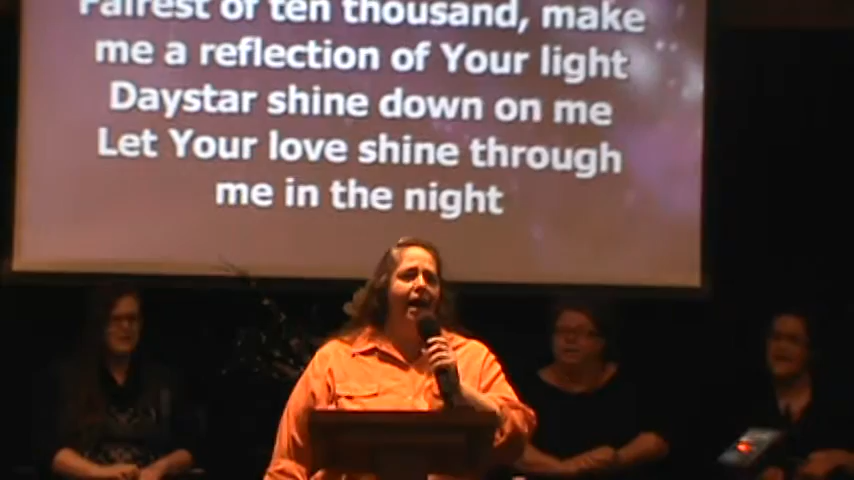 Fairest of ten thousand, make
me a reflection of Your light
Daystar shine down on me
Let Your love shine through
me in the night